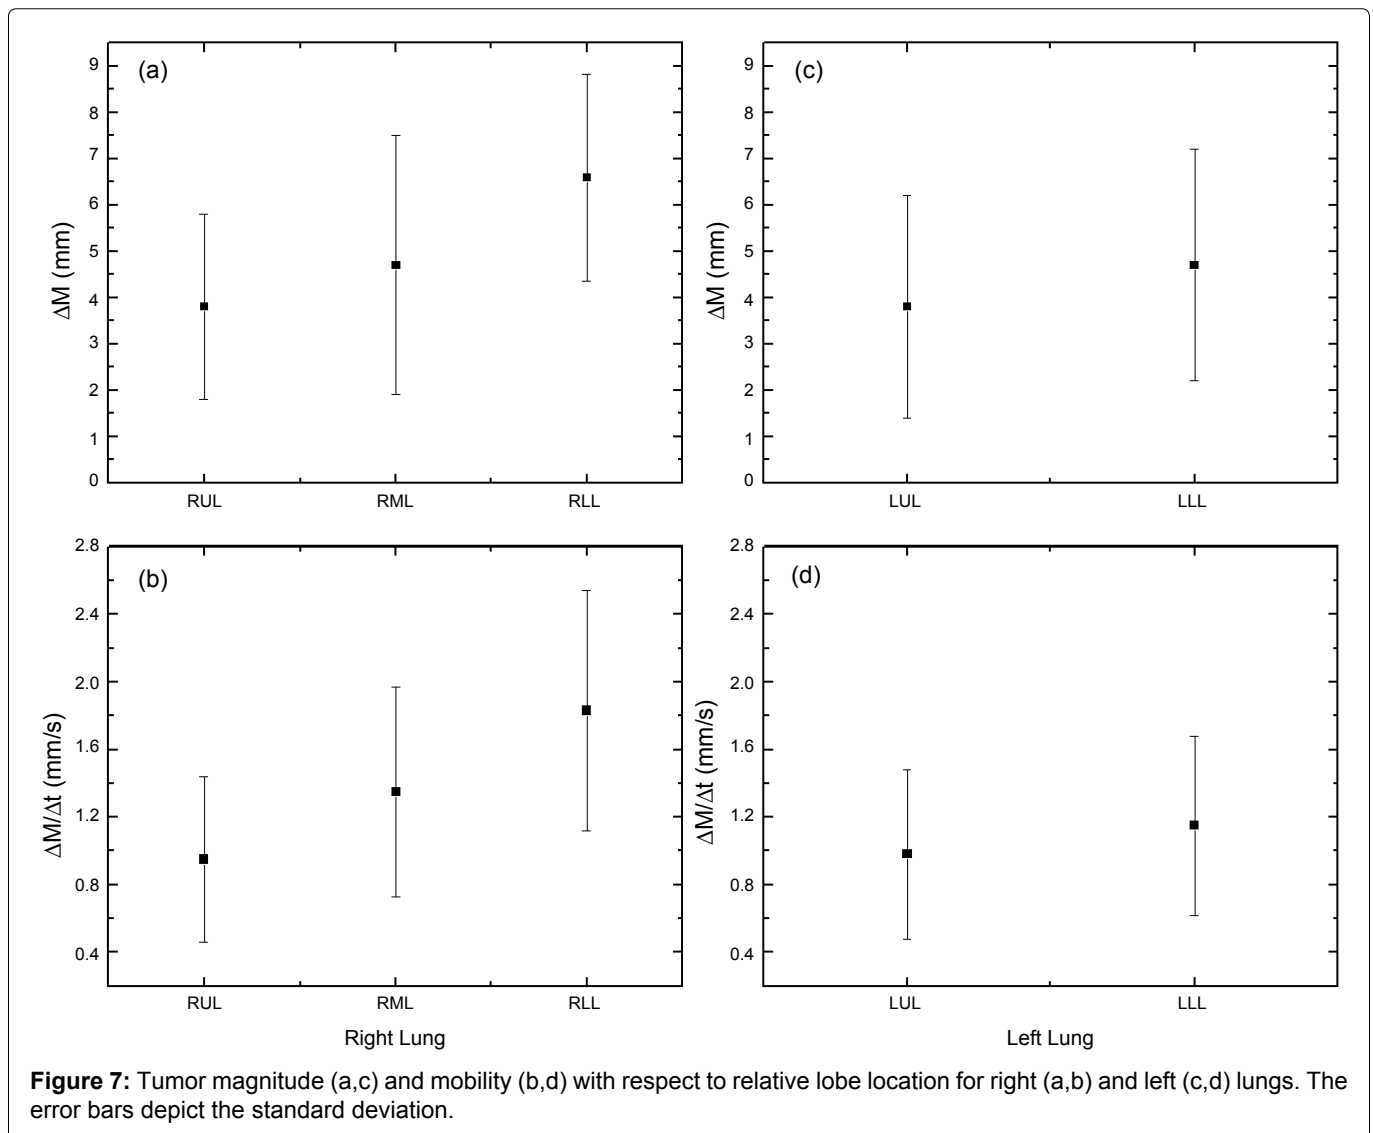 (a)
9
8
7
6
5
4
3
2
1
0
ΔM (mm)
RUL RML RLL
(c)
9
8
7
6
5
4
3
2
1
0
ΔM (mm)
LUL LLL
(b)
2.8
2.4
2.0
1.6
1.2
0.8
0.4
ΔM/Δt (mm/s)
RUL RML RLL
Right Lung
(d)
2.8
2.4
2.0
1.6
1.2
0.8
0.4
ΔM/Δt (mm/s)
LUL LLL
Left Lung
Figure 7: Tumor magnitude (a,c) and mobility (b,d) with respect to relative lobe location for right (a,b) and left (c,d) lungs. The
error bars depict the standard deviation.